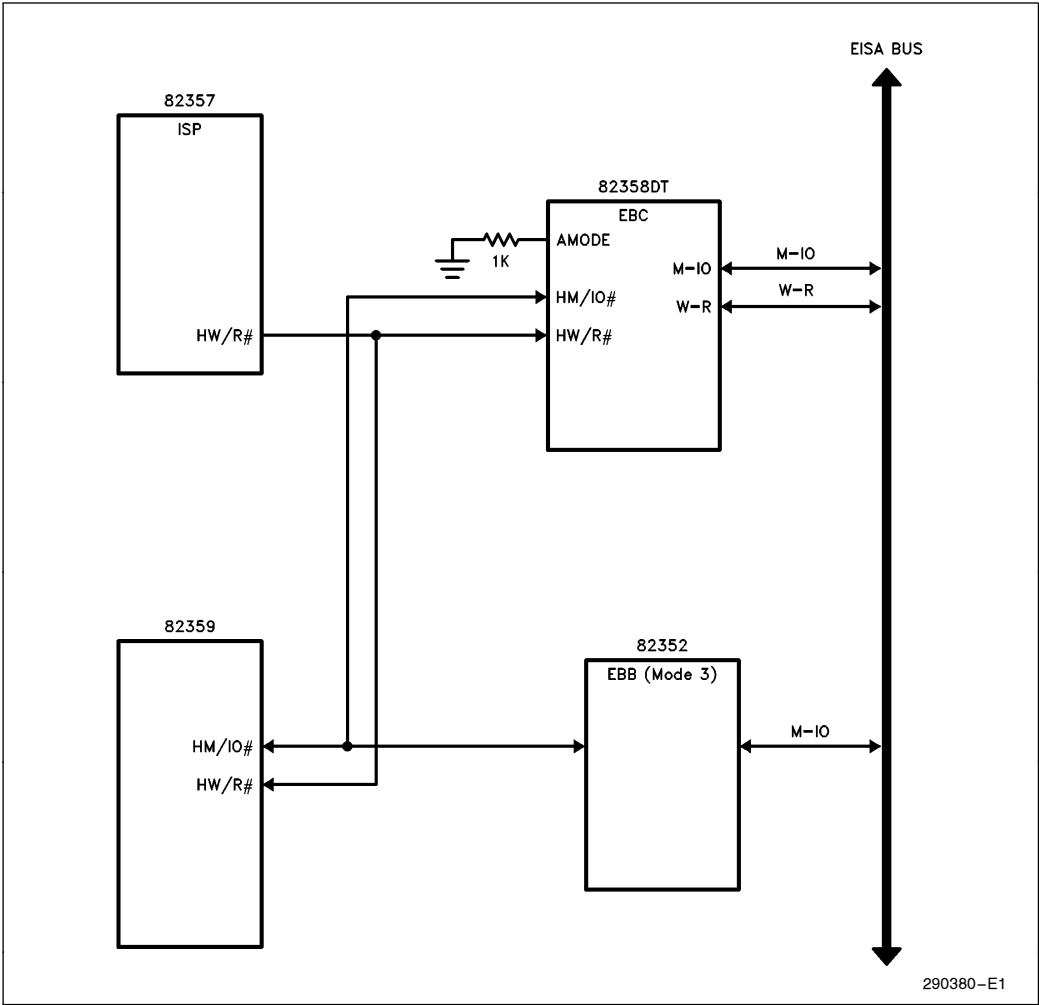 EISA BUS
82357
ISP
HW/R#
82358DT
EBC
AMODE
1K
HM/IO#
HW/R#
M-IO
W-R
M-IO
W-R
82359
HM/IO#
HW/R#
82352
EBB (Mode 3)
M-IO
290380-E1